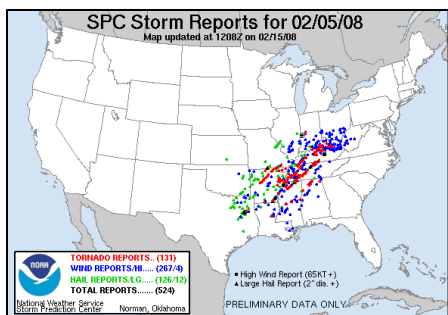 SPC Storm Reports for 02/05/08
Map updated at 1208Z on 02/15/08
TORNADO REPORTS.. (131)
WIND REPORTS/HI..... (267/4)
HAIL REPORTS/LG..... (126/12)
TOTAL REPORTS....... (524)
NOAA
National Weather Service
Storm Prediction Center Norman, Oklahoma
High Wind Report (65KT +)
Large Hail Report (2" dia. +)
PRELIMINARY DATA ONLY